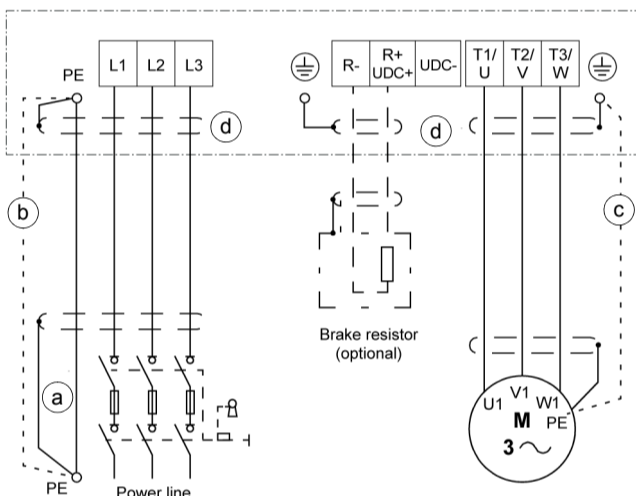 PE
L1 L2 L3
R- R+ UDC+ UDC-
T1/ U T2/ V T3/ W
d
d
b
c
Brake resistor
(optional)
a
U1 V1 W1
M PE
3
PE
Power line